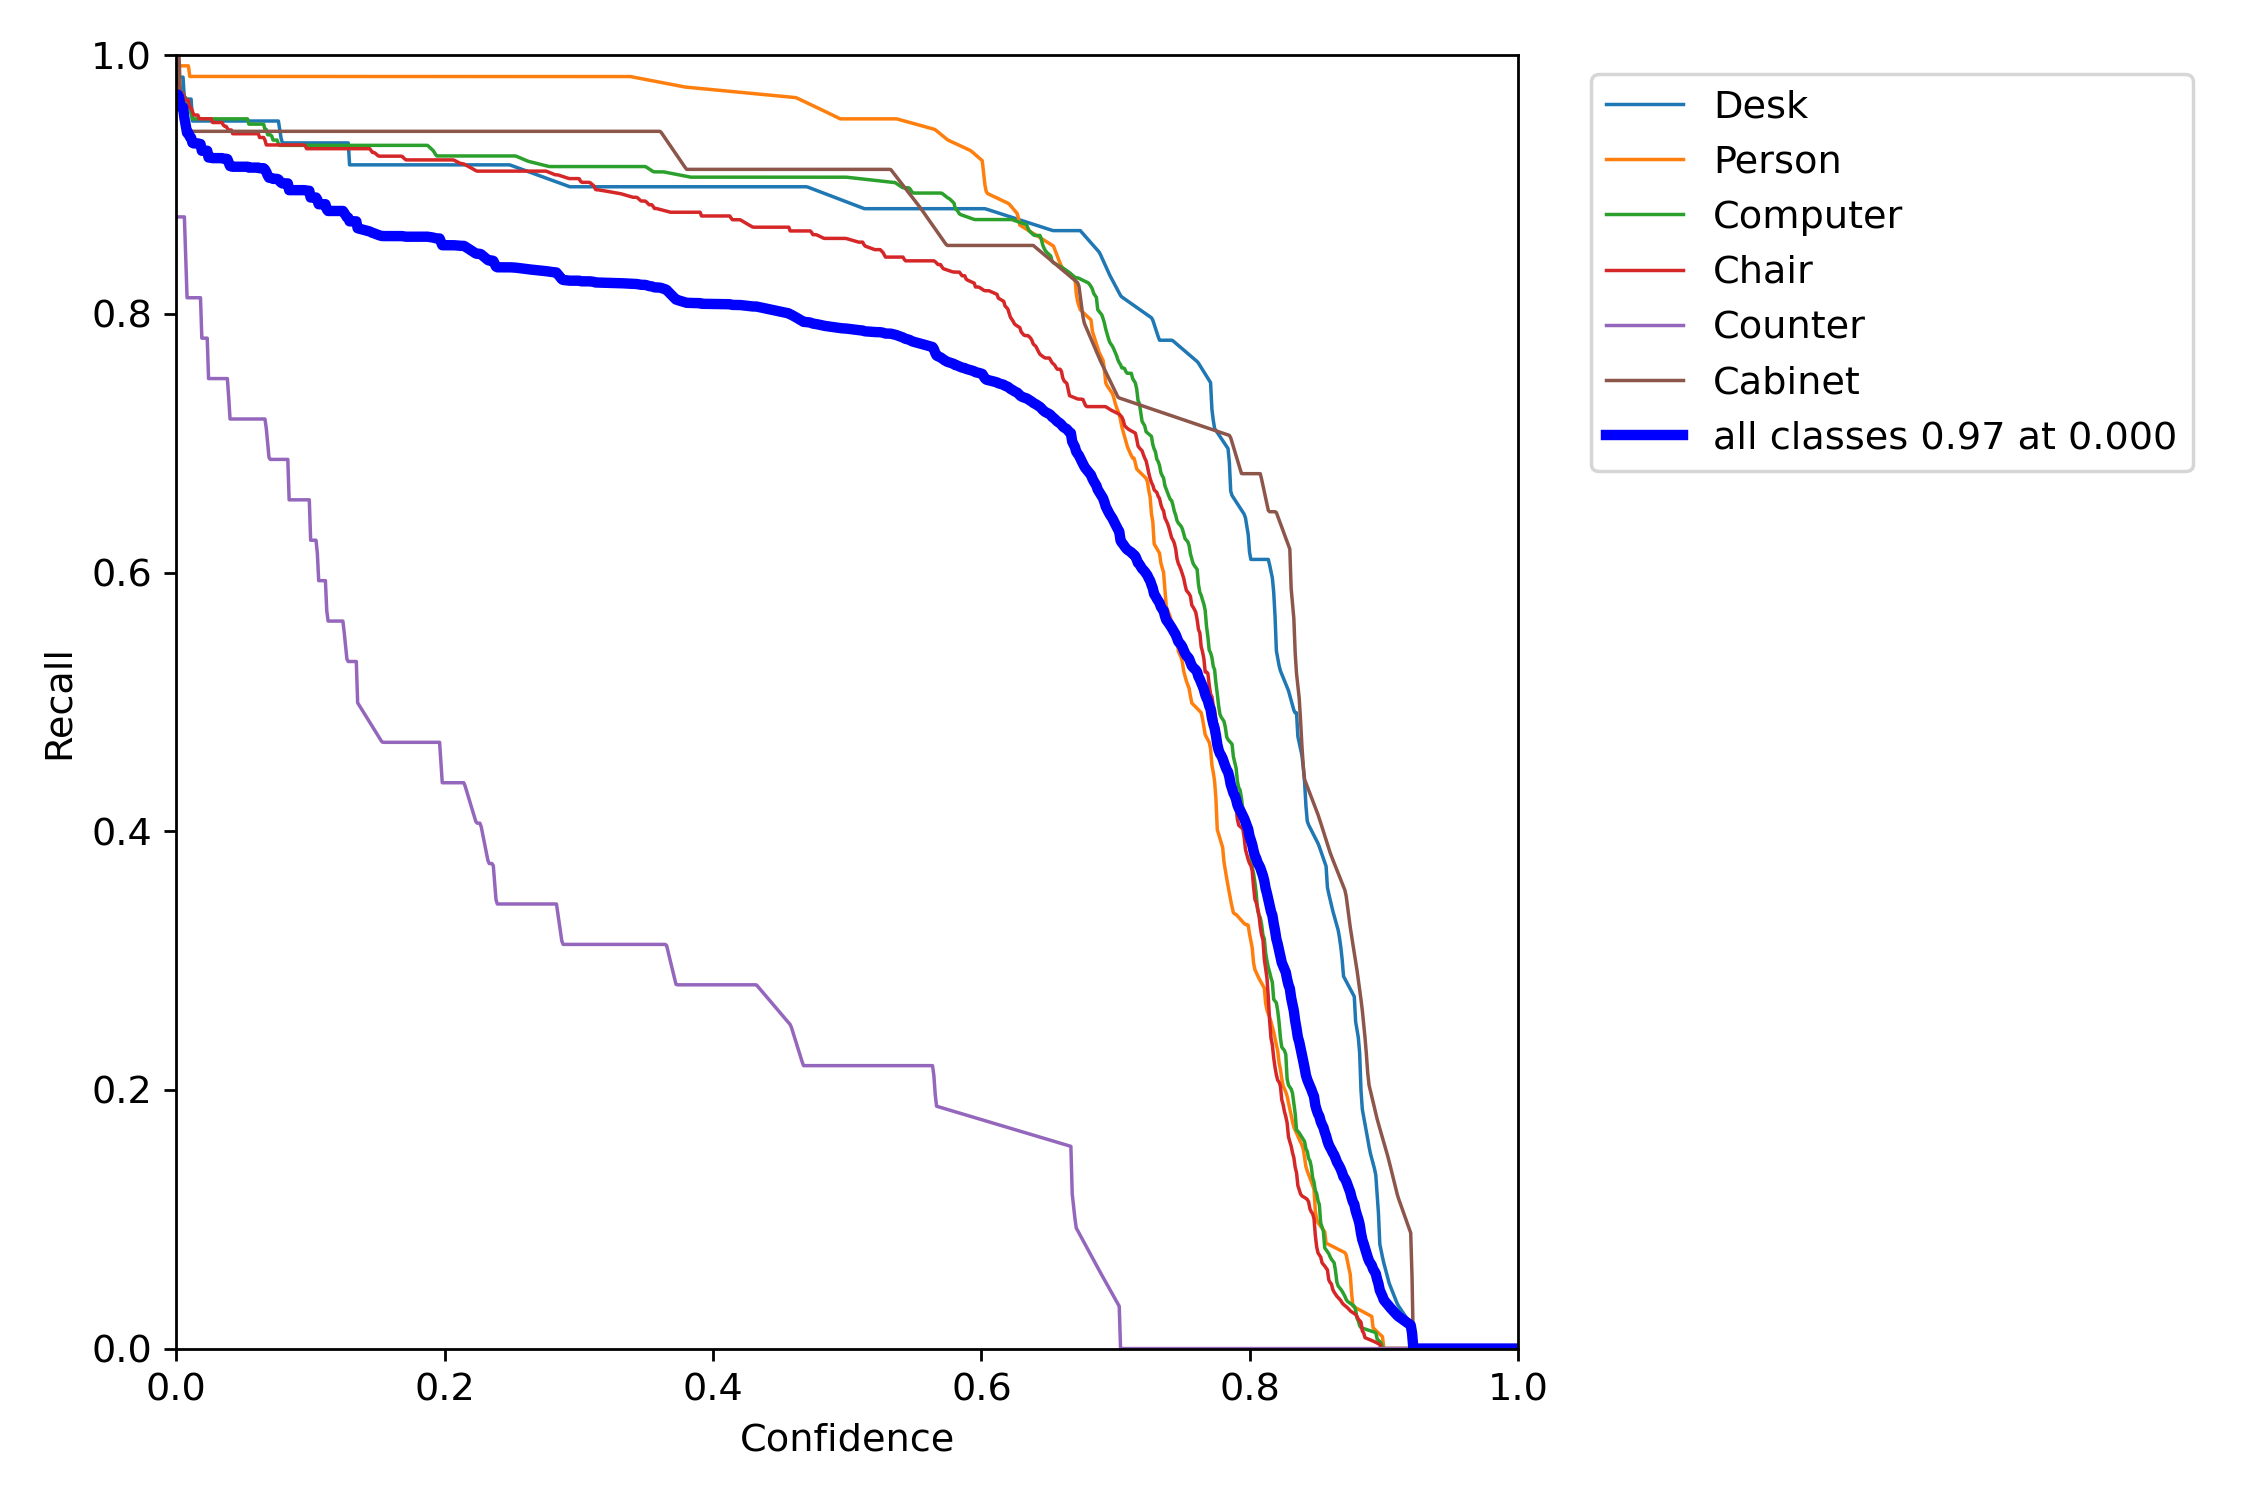 1.0
0.8
0.6
0.4
0.2
0.0
0.0 0.2 0.4 0.6 0.8 1.0
Recall
Confidence
Desk
Person
Computer
Chair
Counter
Cabinet
all classes 0.97 at 0.000